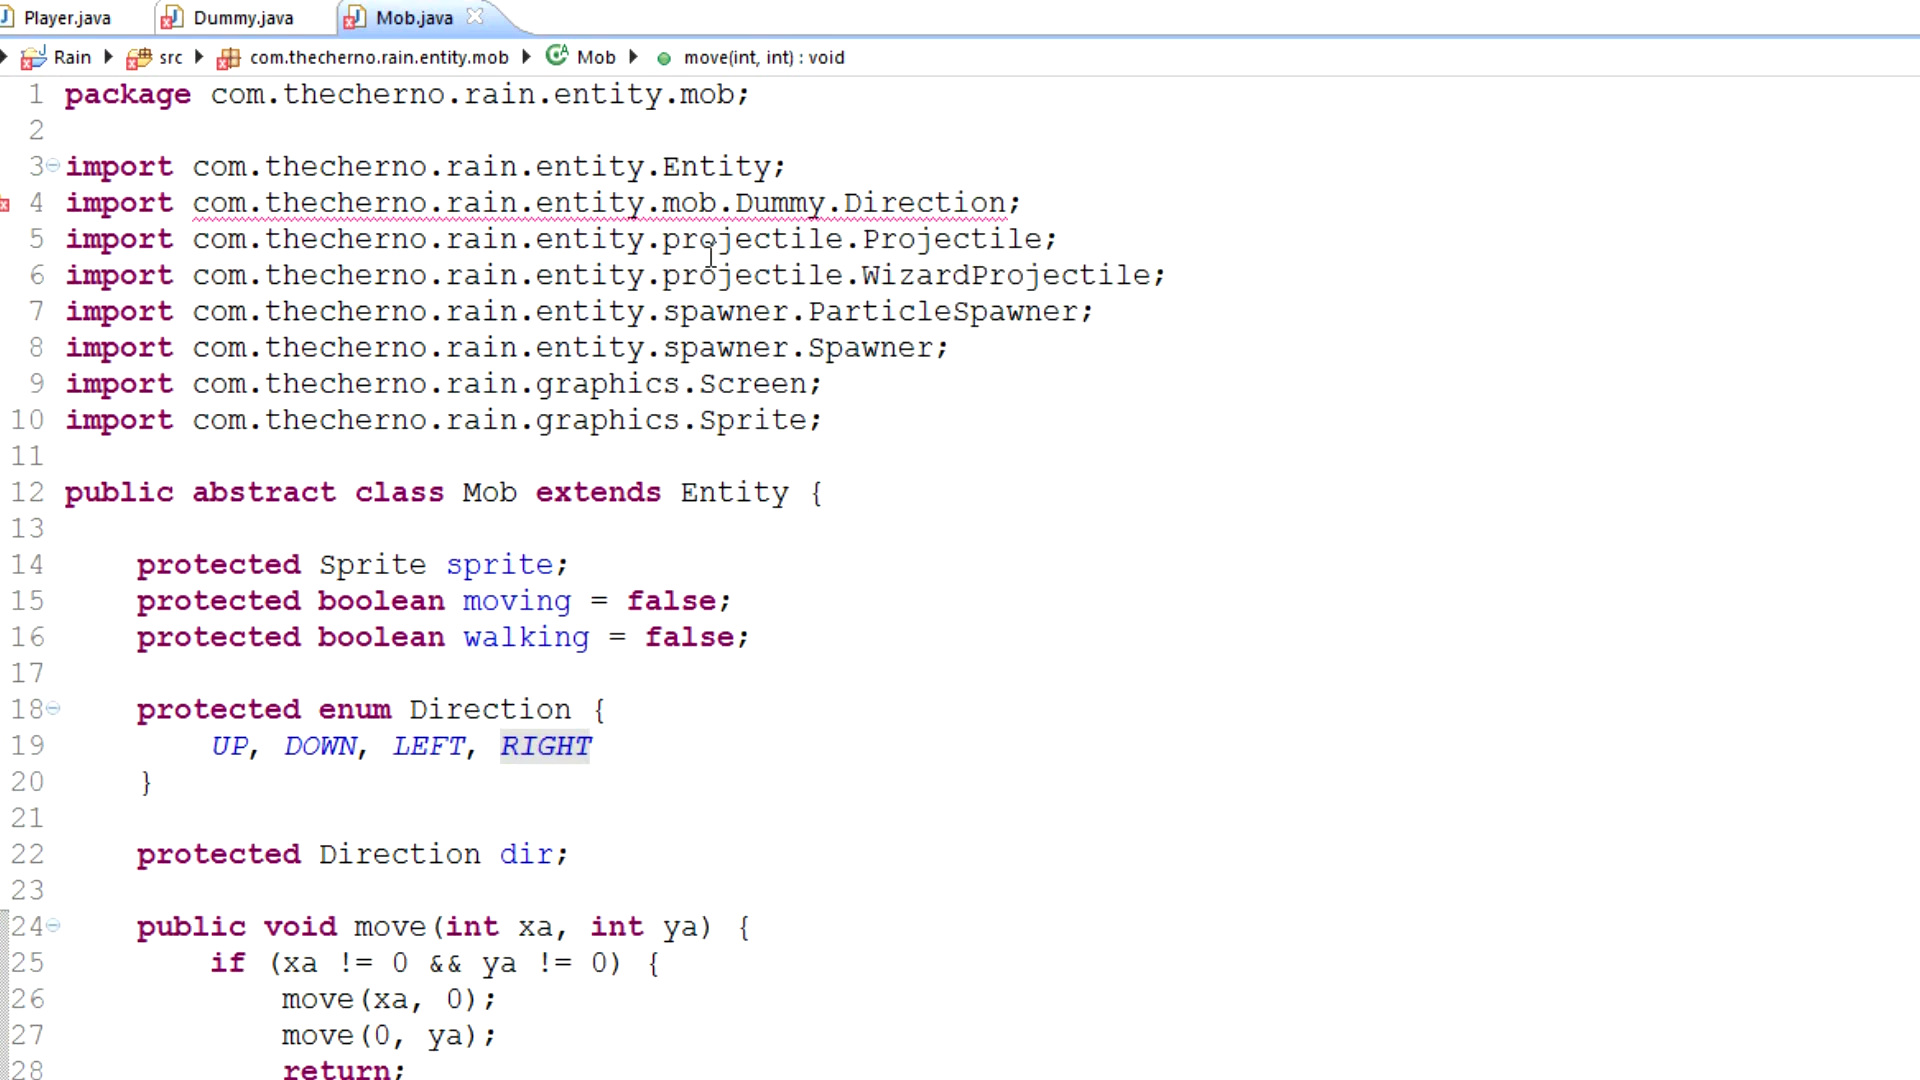 Player.java Dummy.java Mob.java
Rain src com.thecherno.rain.entity.mob Mob move(int, int) : void
1 package com.thecherno.rain.entity.mob;
2
3 import com.thecherno.rain.entity.Entity;
4 import com.thecherno.rain.entity.mob.Dummy.Direction;
5 import com.thecherno.rain.entity.projectile.Projectile;
6 import com.thecherno.rain.entity.projectile.WizardProjectile;
7 import com.thecherno.rain.entity.spawner.ParticleSpawner;
8 import com.thecherno.rain.entity.spawner.Spawner;
9 import com.thecherno.rain.graphics.Screen;
10 import com.thecherno.rain.graphics.Sprite;
11
12 public abstract class Mob extends Entity {
13
14 protected Sprite sprite;
15 protected boolean moving = false;
16 protected boolean walking = false;
17
18 protected enum Direction {
19 UP, DOWN, LEFT, RIGHT
20 }
21
22 protected Direction dir;
23
24 public void move(int xa, int ya) {
25 if (xa != 0 && ya != 0) {
26 move(xa, 0);
27 move(0, ya);
28 return;